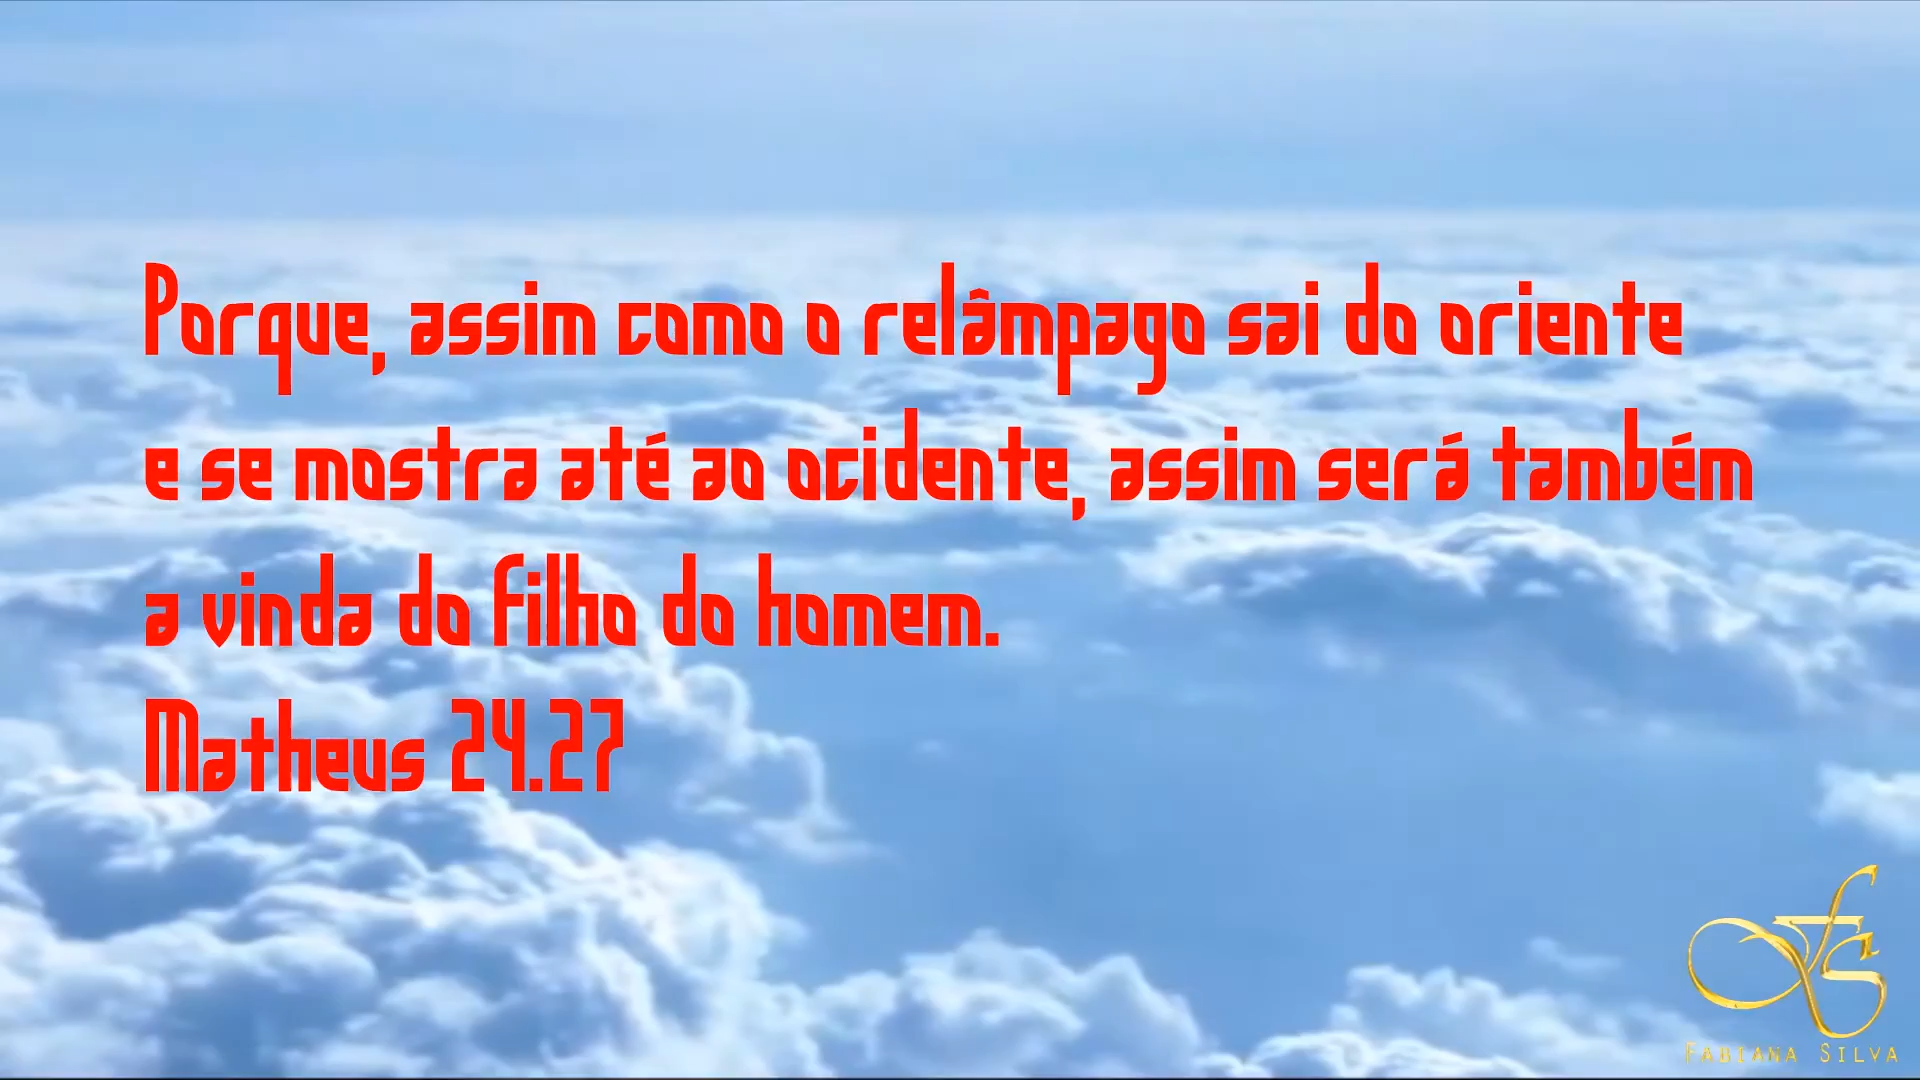 Porque, assim como o relâmpago sai do oriente
e se mostra até ao ocidente, assim será também
a vinda do filho do homem.
Matheus 24.27
FS
FABIANA SILVA